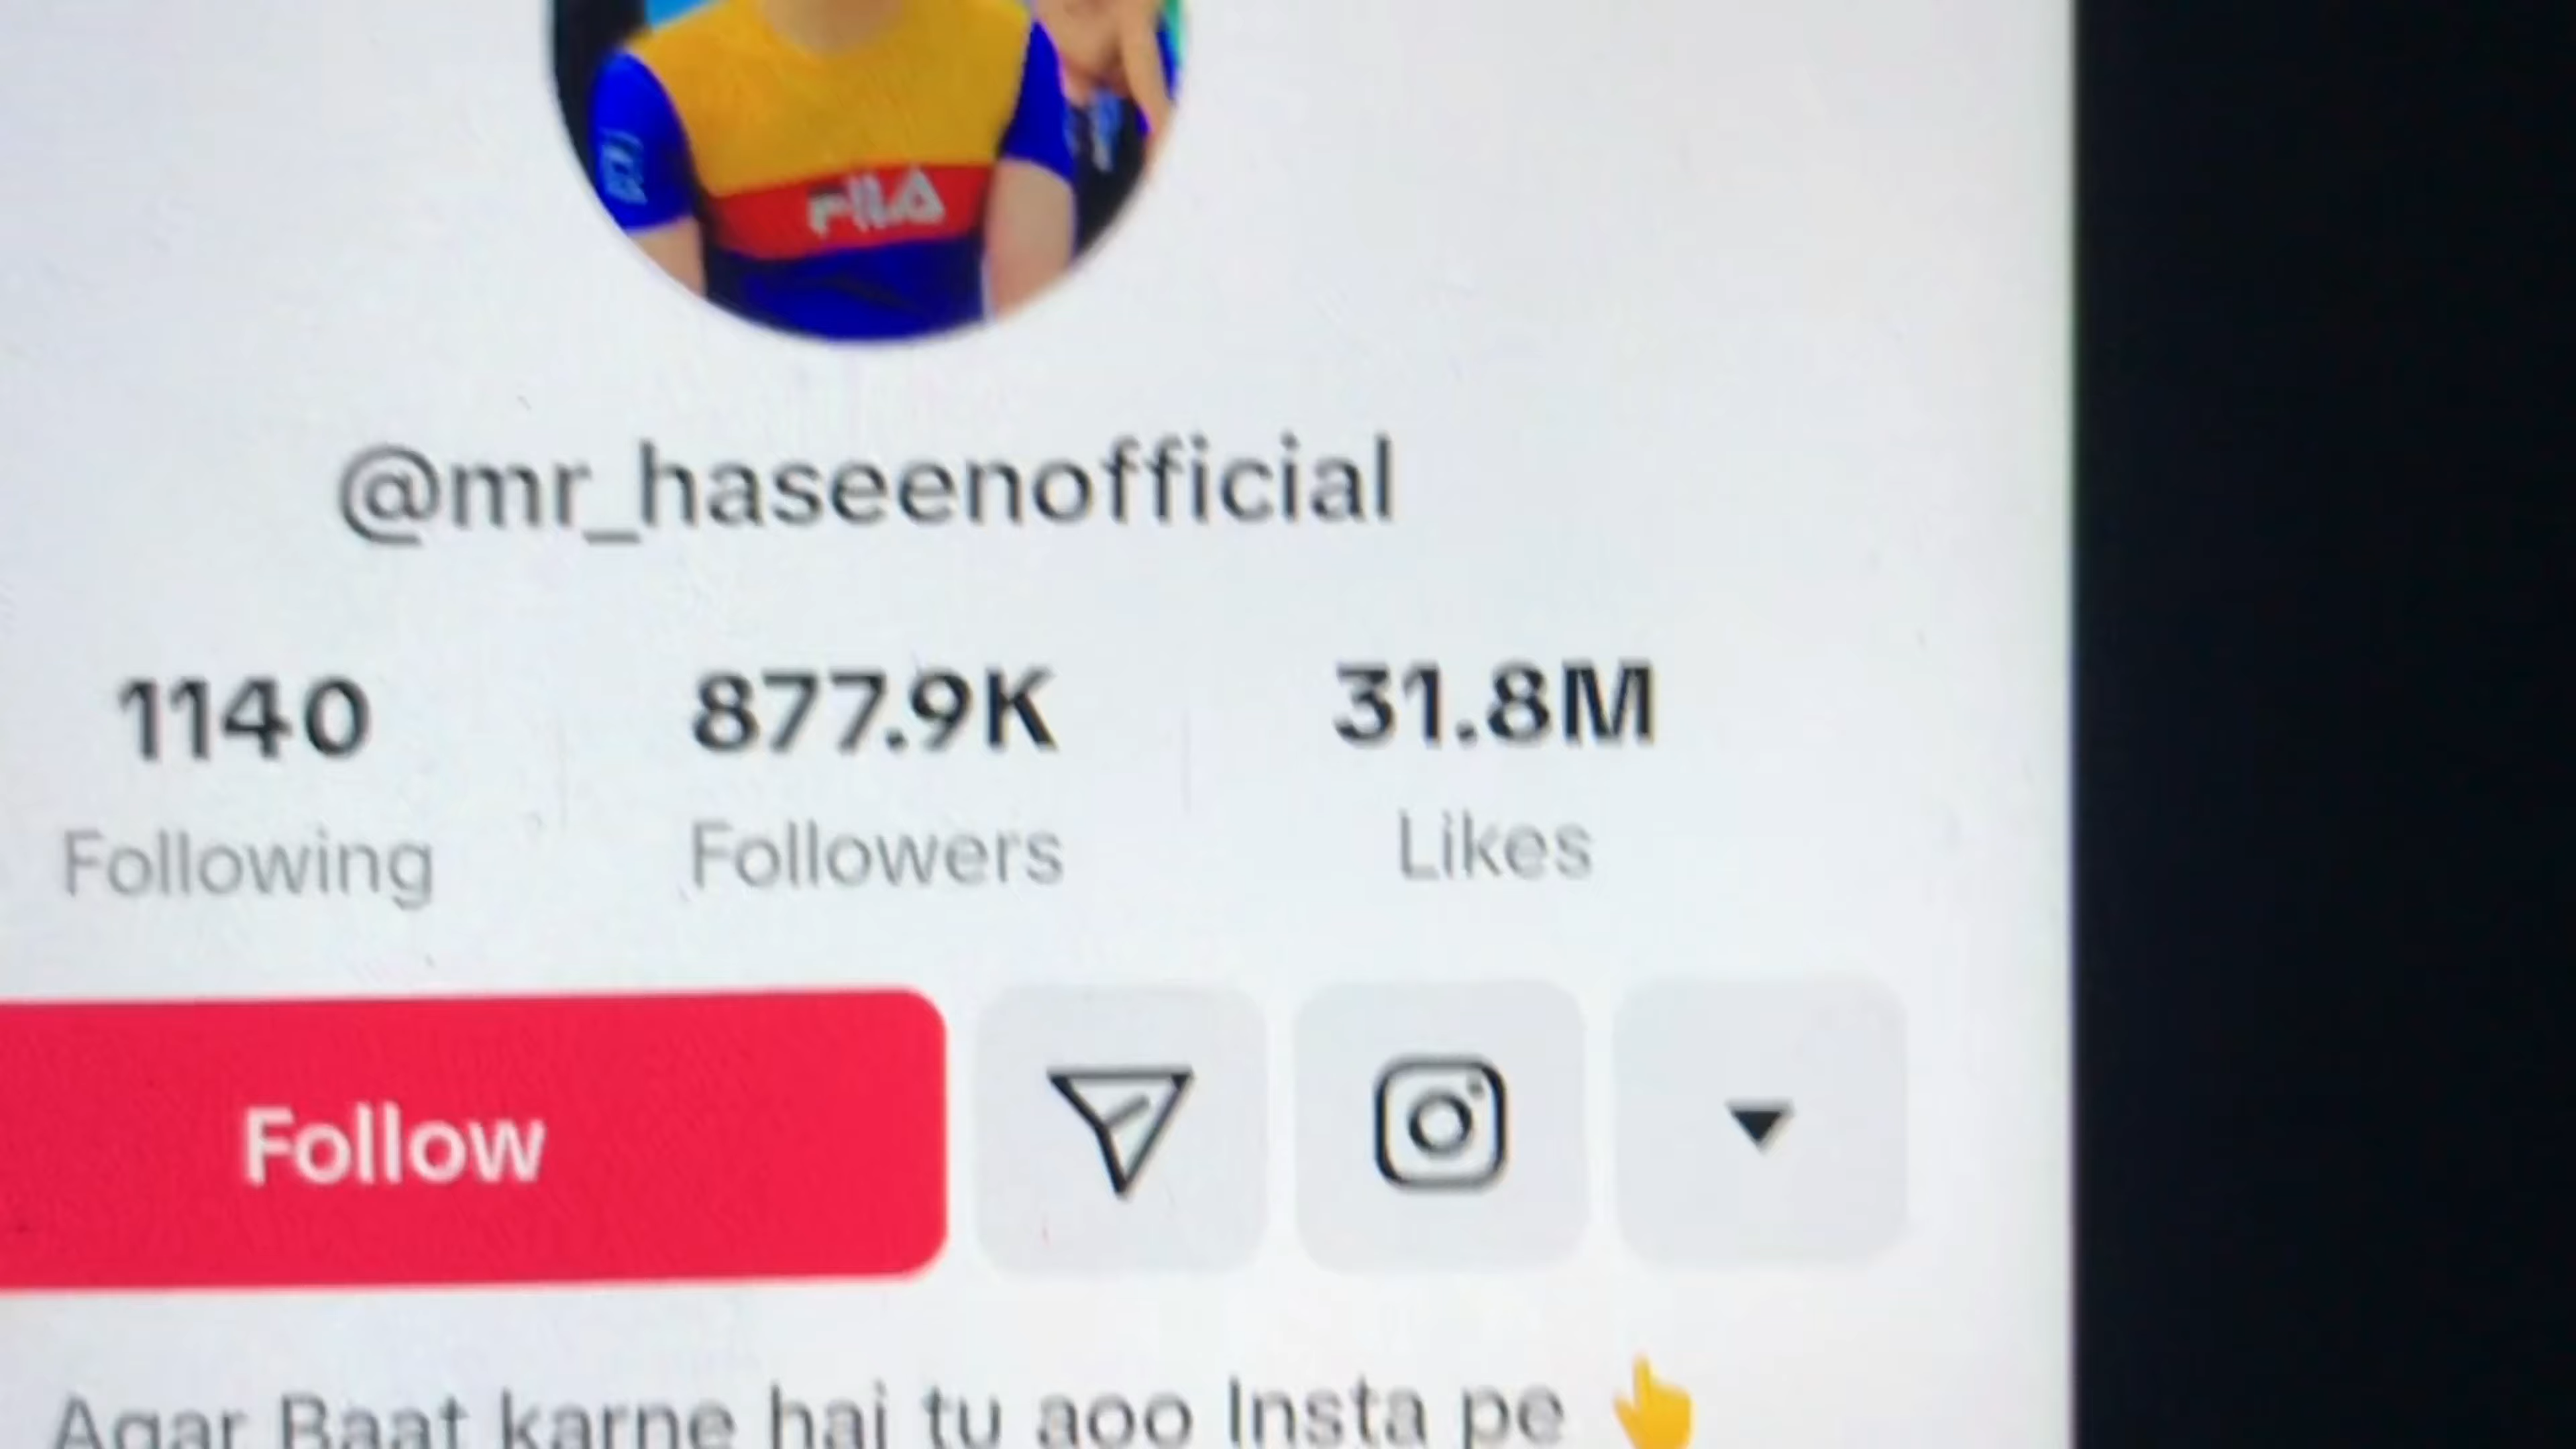 FILA
@mr_haseenofficial
1140 877.9K 31.8M
Following Followers Likes
Follow
Agar Baat karne hai tu aoo Insta pe 👆